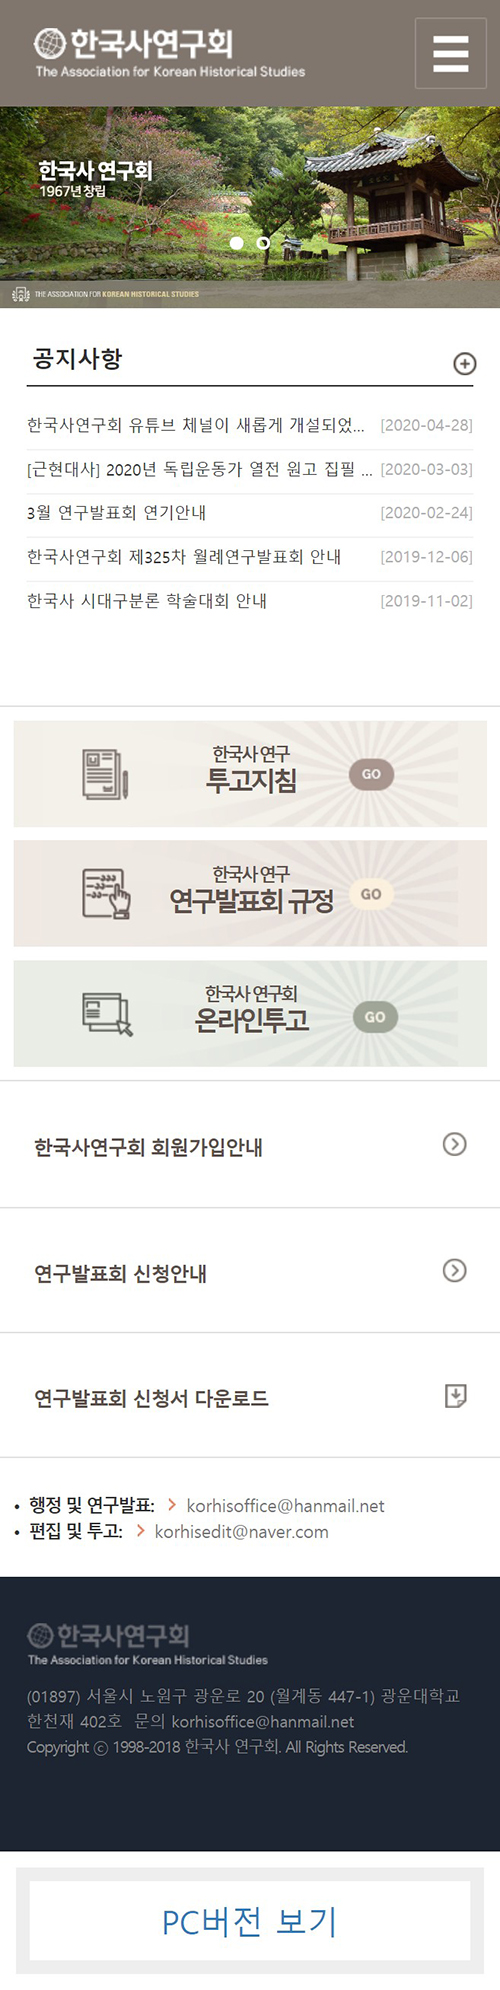 한국사연구회
The Association for Korean Historical Studies
한국사 연구회
1967년 창립
THE ASSOCIATION FOR KOREAN HISTORICAL STUDIES
공지사항
한국사연구회 유튜브 체널이 새롭게 개설되었... [2020-04-28]
[근현대사] 2020년 독립운동가 열전 원고 집필 ... [2020-03-03]
3월 연구발표회 연기안내 [2020-02-24]
한국사연구회 제325차 월례연구발표회 안내 [2019-12-06]
한국사 시대구분론 학술대회 안내 [2019-11-02]
한국사 연구
투고지침 GO
한국사 연구
연구발표회 규정 GO
한국사 연구회
온라인투고 GO
한국사연구회 회원가입안내
연구발표회 신청안내
연구발표회 신청서 다운로드
• 행정 및 연구발표: > korhisoffice@hanmail.net
• 편집 및 투고: > korhisedit@naver.com
한국사연구회
The Association for Korean Historical Studies
(01897) 서울시 노원구 광운로 20 (월계동 447-1) 광운대학교
한천재 402호 문의 korhisoffice@hanmail.net
Copyright ⓒ 1998-2018 한국사 연구회. All Rights Reserved.
PC버전 보기